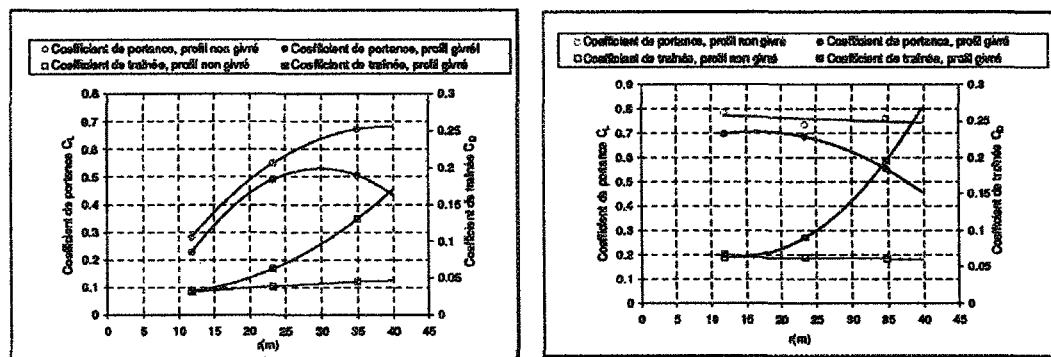 Coefficient de portance, profil non givré Coefficient de portance, profil givré1
Coefficient de traînée, profil non givré Coefficient de traînée, profil givré
Coefficient de portance C_L
0.8
0.7
0.6
0.5
0.4
0.3
0.2
0.1
0
0.3
0.25
0.2
0.15
0.1
0.05
0
Coefficient de traînée C_D
0 5 10 15 20 25 30 35 40 45
r(m)
Coefficient de portance, profil non givré Coefficient de portance, profil givré
Coefficient de traînée, profil non givré Coefficient de traînée, profil givré
Coefficient de portance C_L
0.9
0.8
0.7
0.6
0.5
0.4
0.3
0.2
0.1
0
0.3
0.25
0.2
0.15
0.1
0.05
0
Coefficient de traînée C_D
0 5 10 15 20 25 30 35 40 45
r(m)